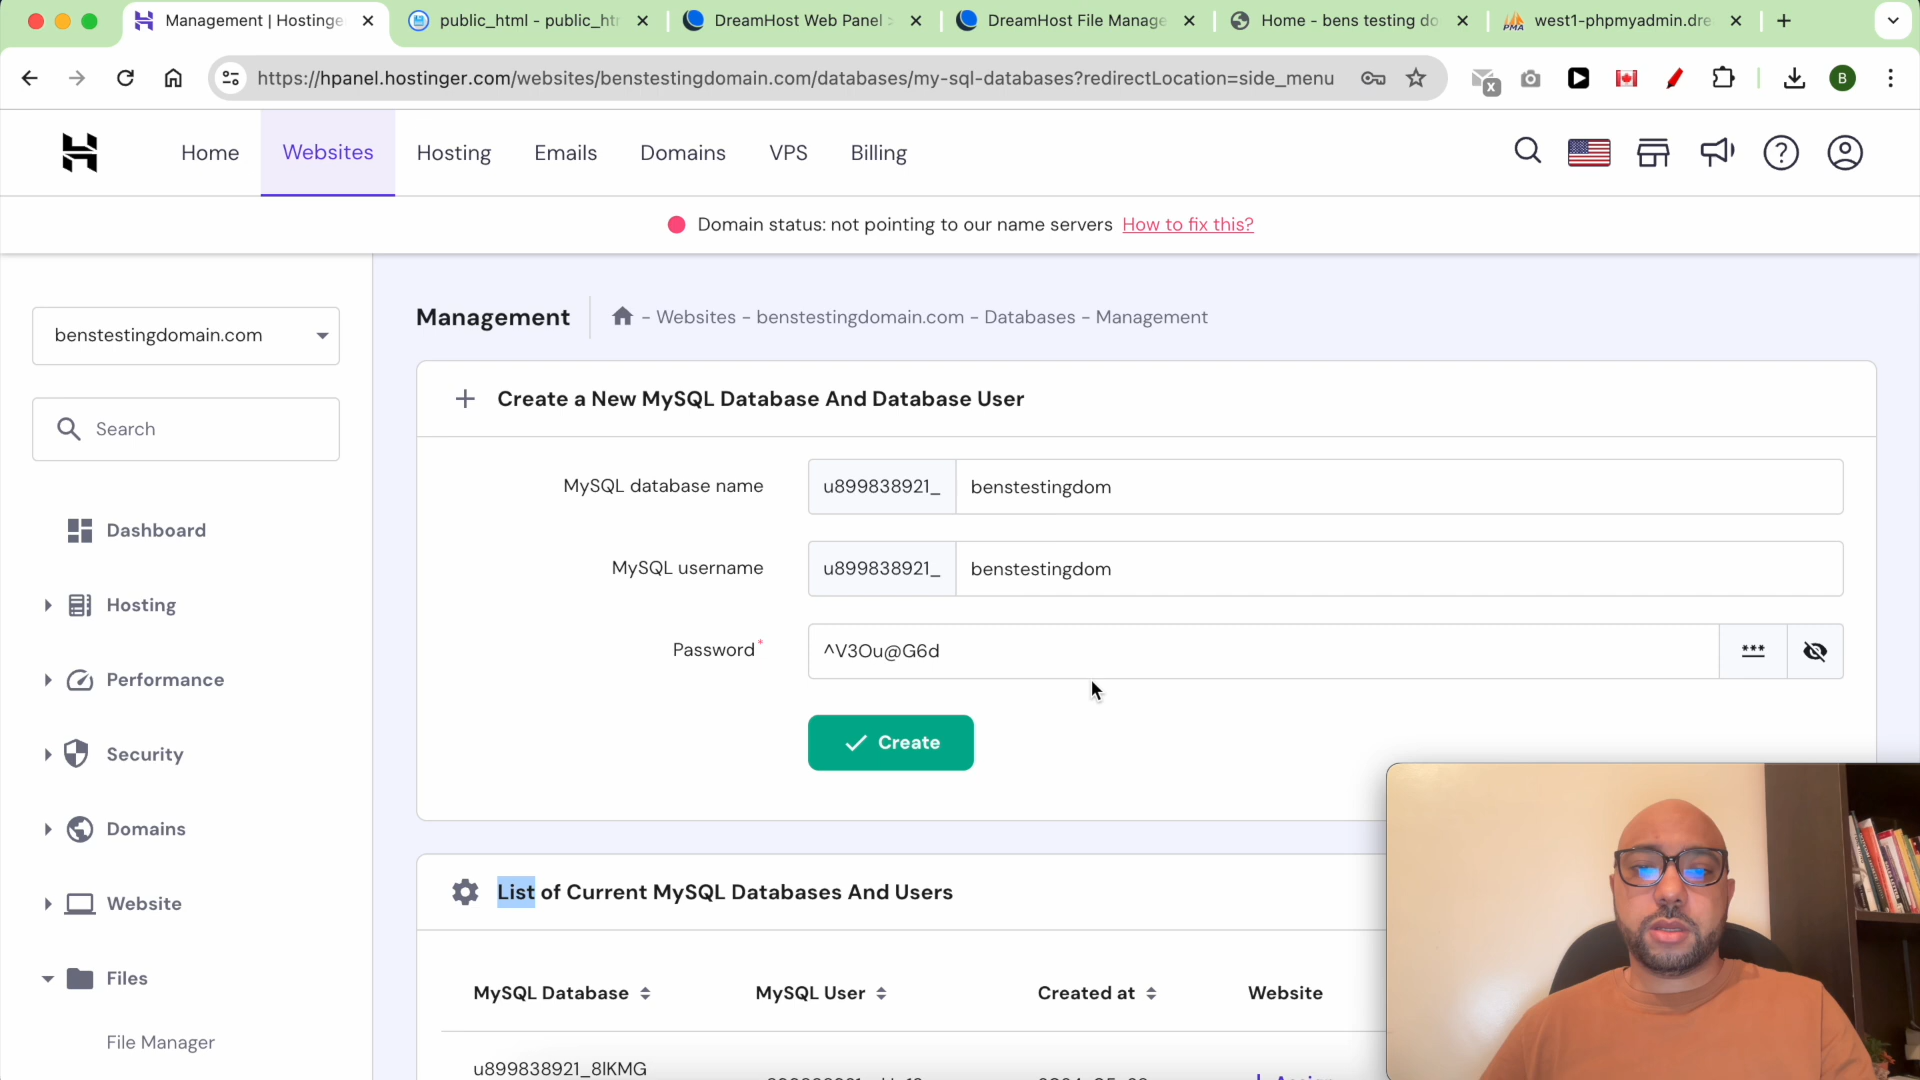 Management | Hostinge
public_html - public_ht
DreamHost Web Panel
DreamHost File Manage
Home - bens testing do
west1-phpmyadmin.dre
https://hpanel.hostinger.com/websites/benstestingdomain.com/databases/my-sql-databases?redirectLocation=side_menu
B
Home
Websites
Hosting
Emails
Domains
VPS
Billing
Domain status: not pointing to our name servers How to fix this?
benstestingdomain.com
Search
Dashboard
Hosting
Performance
Security
Domains
Website
Files
File Manager
Management
- Websites - benstestingdomain.com - Databases - Management
Create a New MySQL Database And Database User
MySQL database name
u899838921_
benstestingdom
MySQL username
u899838921_
benstestingdom
Password*
^V3Ou@G6d
Create
List of Current MySQL Databases And Users
MySQL Database
MySQL User
Created at
Website
u899838921_8lKMG